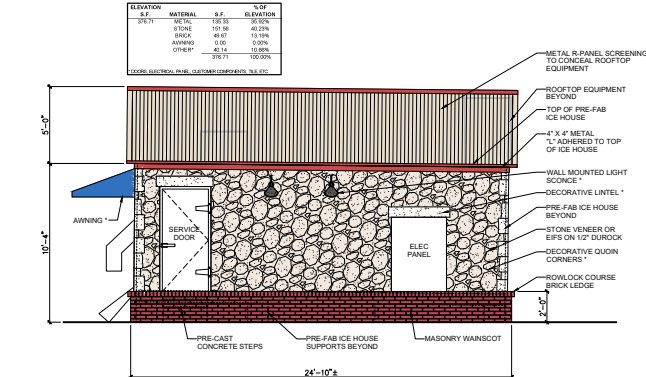 ELEVATION % OF
S.F. MATERIAL S.F. ELEVATION
376.71 METAL 135.33 35.92%
STONE 151.56 40.23%
BRICK 49.67 13.19%
AWNING 0.00 0.00%
OTHER* 40.14 10.66%
376.71 100.00%
* DOORS, ELECTRICAL PANEL, CUSTOMER COMPONENTS, TILE, ETC
METAL R-PANEL SCREENING
TO CONCEAL ROOFTOP
EQUIPMENT
ROOFTOP EQUIPMENT
BEYOND
TOP OF PRE-FAB
ICE HOUSE
4" X 4" METAL
"L" ADHERED TO TOP
OF ICE HOUSE
WALL MOUNTED LIGHT
SCONCE *
DECORATIVE LINTEL *
PRE-FAB ICE HOUSE
BEYOND
STONE VENEER OR
EIFS ON 1/2" DUROCK
DECORATIVE QUOIN
CORNERS *
ROWLOCK COURSE
BRICK LEDGE
5'-0"
10'-4"
AWNING *
SERVICE
DOOR
ELEC
PANEL
2'-0"
PRE-CAST
CONCRETE STEPS
PRE-FAB ICE HOUSE
SUPPORTS BEYOND
MASONRY WAINSCOT
24'-10"±